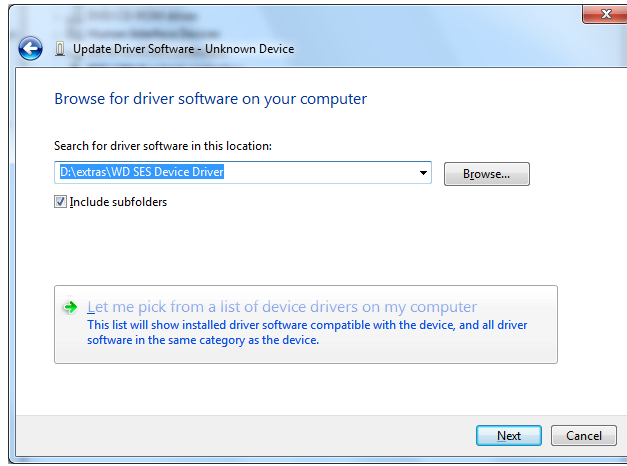 Human Interface Devices
Update Driver Software - Unknown Device
Browse for driver software on your computer
Search for driver software in this location:
D:\extras\WD SES Device Driver
Browse...
Include subfolders
Let me pick from a list of device drivers on my computer
This list will show installed driver software compatible with the device, and all driver
software in the same category as the device.
Next
Cancel